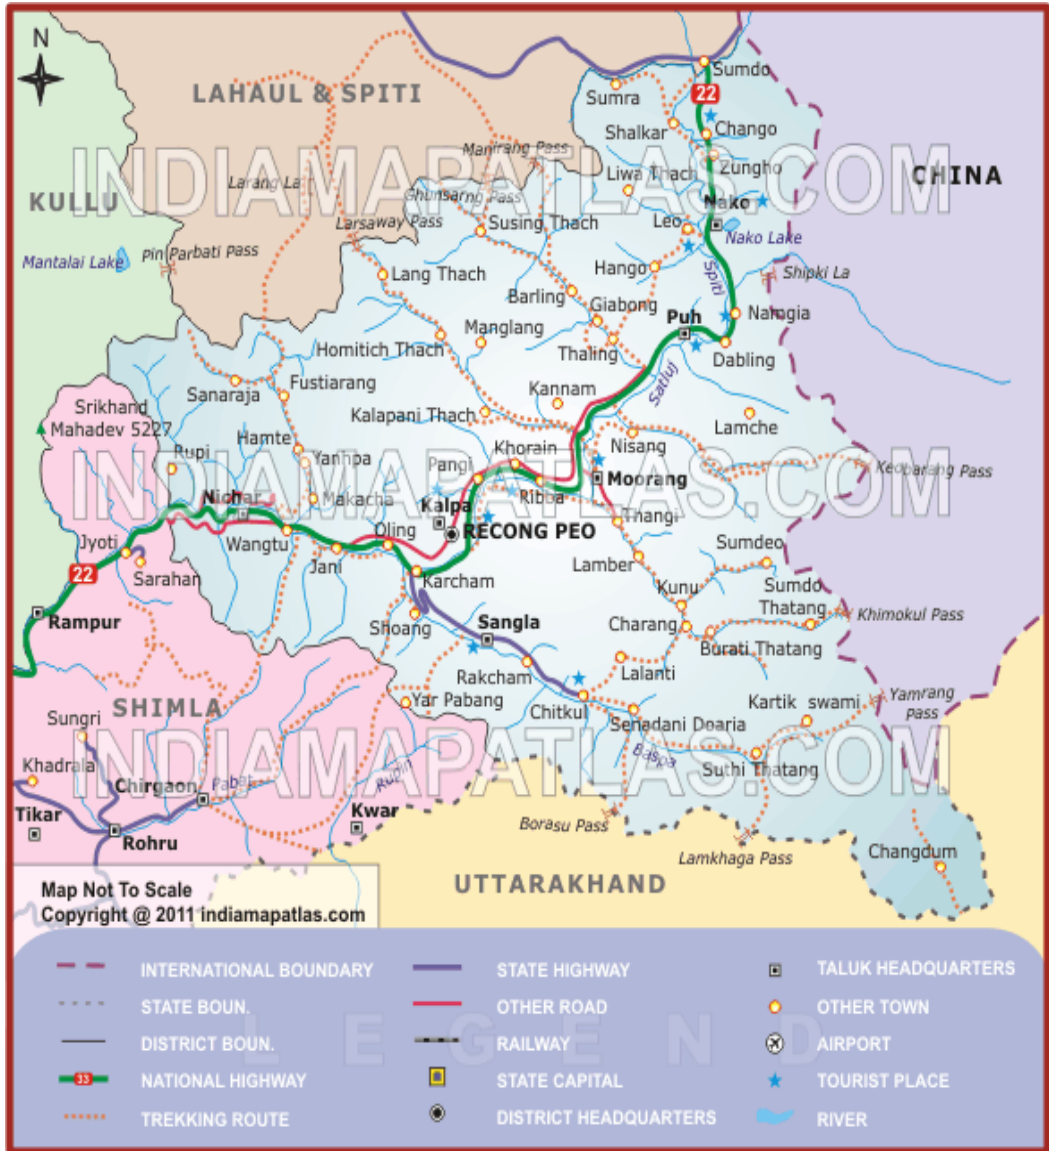 N
LAHAUL & SPITI
KULLU
CHINA
SHIMLA
UTTARAKHAND
INDIAMAPATLAS.COM
INDIAMAPATLAS.COM
INDIAMAPATLAS.COM
Sumdo
22
Sumra
Shalkar
Chango
Manirang Pass
Zungho
Liwa Thach
Larang La
Ghunsarng Pass
Nako
Larsaway Pass
Susing Thach
Leo
Nako Lake
Mantalai Lake
Pin Parbati Pass
Lang Thach
Hango
Spiti
Shipki La
Barling
Giabong
Namgia
Manglang
Puh
Homitich Thach
Thaling
Dabling
Sanaraja
Fustiarang
Kannam
Satluj
Srikhand
Mahadev 5227
Kalapani Thach
Lamche
Hamte
Khorain
Nisang
Rupi
Yanhpa
Pangi
Keobarang Pass
Makacha
Ribba
Moorang
Nichar
Kalpa
RECONG PEO
Thangi
Jyoti
Wangtu
Oling
Jani
Sarahan
Karcham
Lamber
Sumdeo
22
Kunu
Sumdo
Thatang
Rampur
Shoang
Sangla
Charang
Khimokul Pass
Burati Thatang
Rakcham
Lalanti
Yar Pabang
Chitkul
Kartik swami
Yamrang
Pass
Sungri
Senadani Doaria
Baspa
Suthi Thatang
Khadrala
Chirgaon
Pabat
Rupin
Tikar
Rohru
Kwar
Borasu Pass
Lamkhaga Pass
Changdum
Map Not To Scale
Copyright @ 2011 indiamapatlas.com
LEGEND
INTERNATIONAL BOUNDARY
STATE HIGHWAY
TALUK HEADQUARTERS
STATE BOUN.
OTHER ROAD
OTHER TOWN
DISTRICT BOUN.
RAILWAY
AIRPORT
33
NATIONAL HIGHWAY
STATE CAPITAL
TOURIST PLACE
TREKKING ROUTE
DISTRICT HEADQUARTERS
RIVER